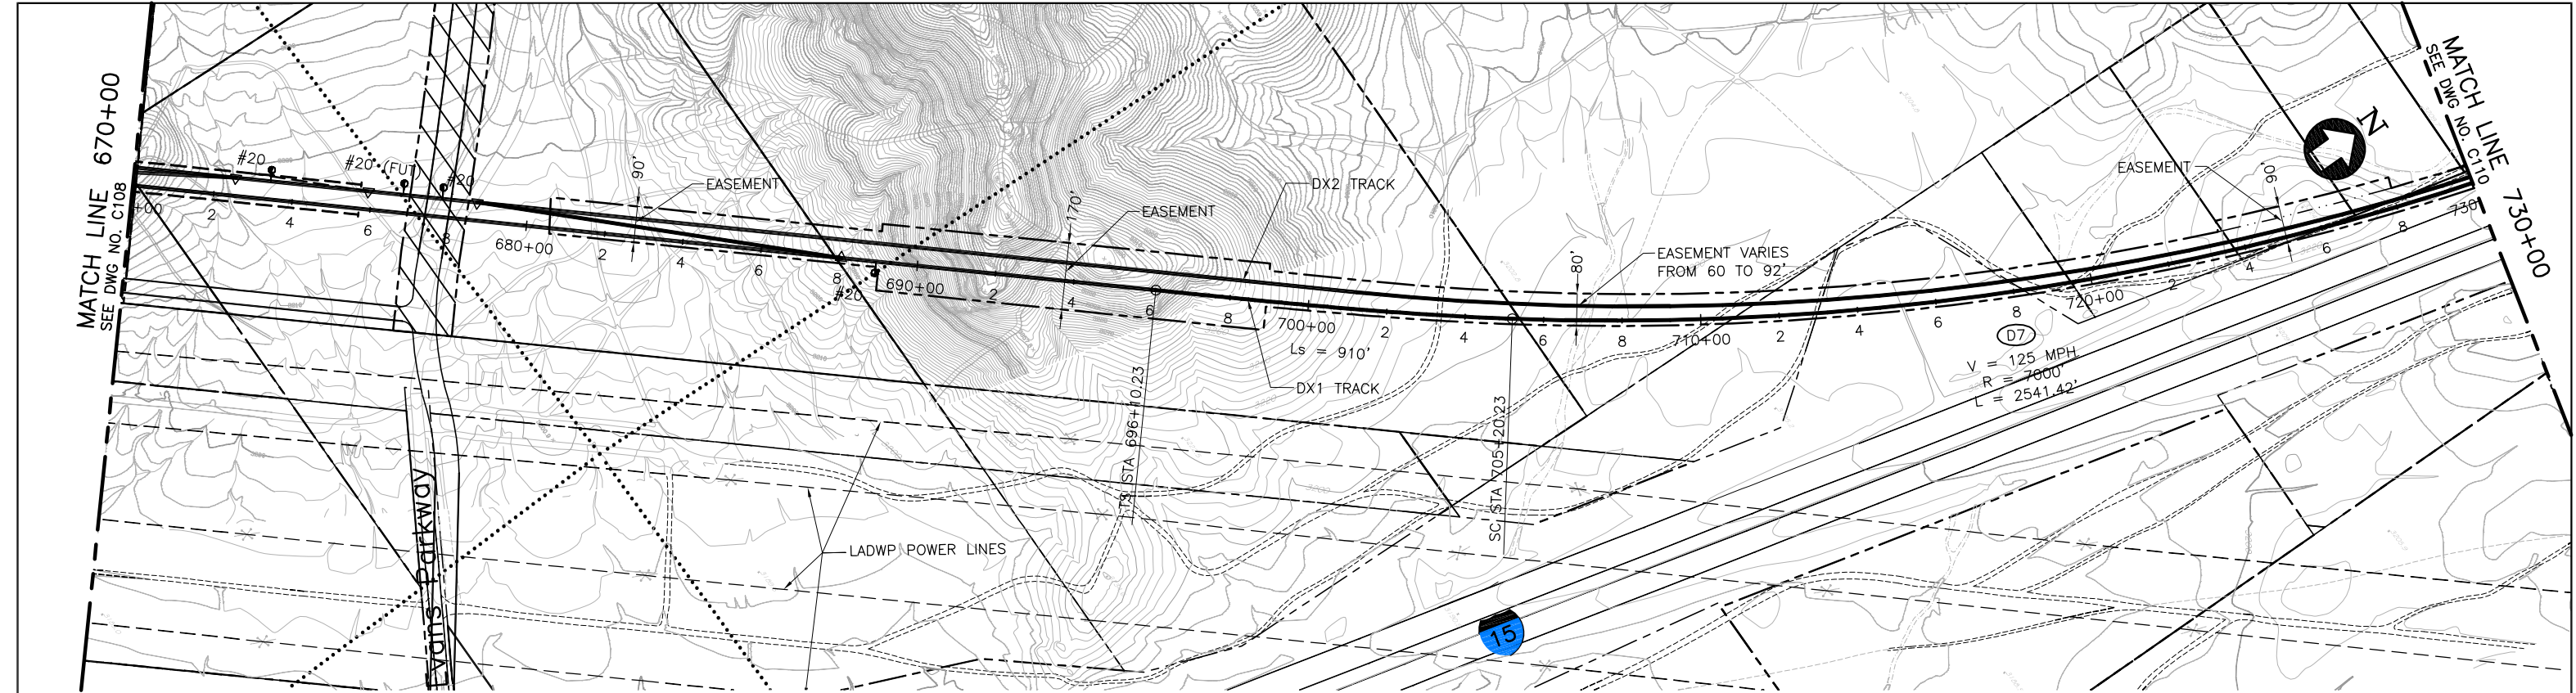 MATCH LINE 670+00
SEE DWG NO. C108
+00
2
4
6
8
#20
#20 (FUT)
#20
680+00
2
4
6
8
#20
90'
EASEMENT
690+00
2
4
6
8
170'
EASEMENT
DX2 TRACK
700+00
Ls = 910'
DX1 TRACK
2
4
6
8
80'
EASEMENT VARIES
FROM 60 TO 92'
710+00
2
4
6
8
D7
V = 125 MPH
R = 7000'
L = 2541.42'
720+00
2
4
6
8
730
EASEMENT
90'
N
MATCH LINE 730+00
SEE DWG NO. C110
TS STA 696+10.23
SC STA 705+20.23
LADWP POWER LINES
Evans Parkway
15